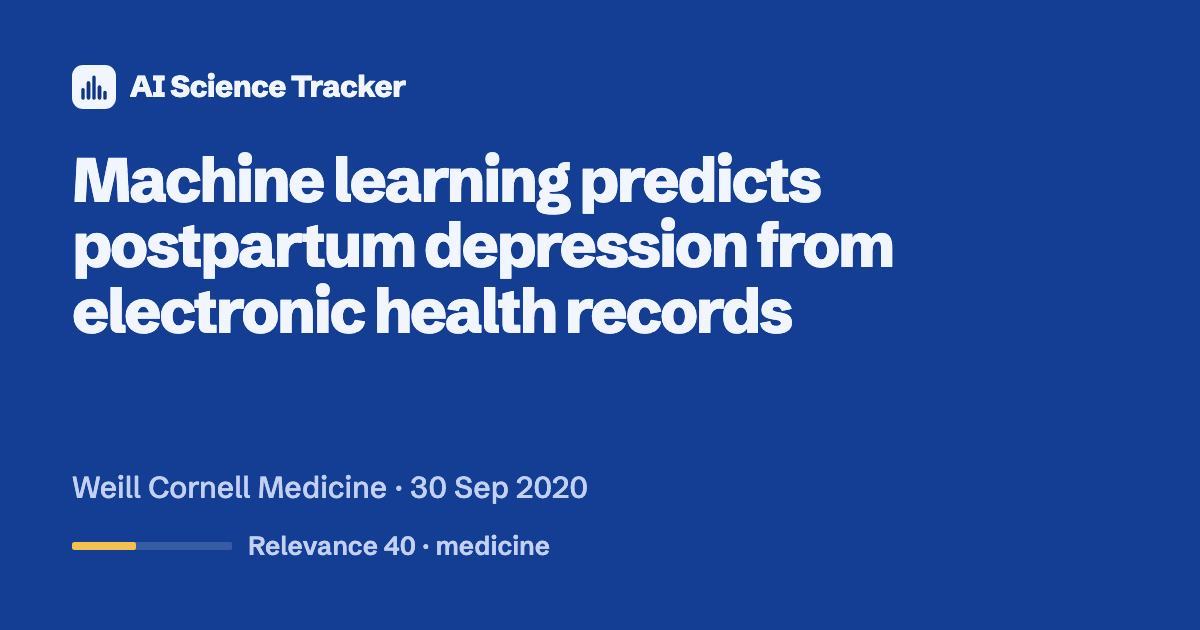 AI Science Tracker
Machine learning predicts
postpartum depression from
electronic health records
Weill Cornell Medicine · 30 Sep 2020
Relevance 40 · medicine